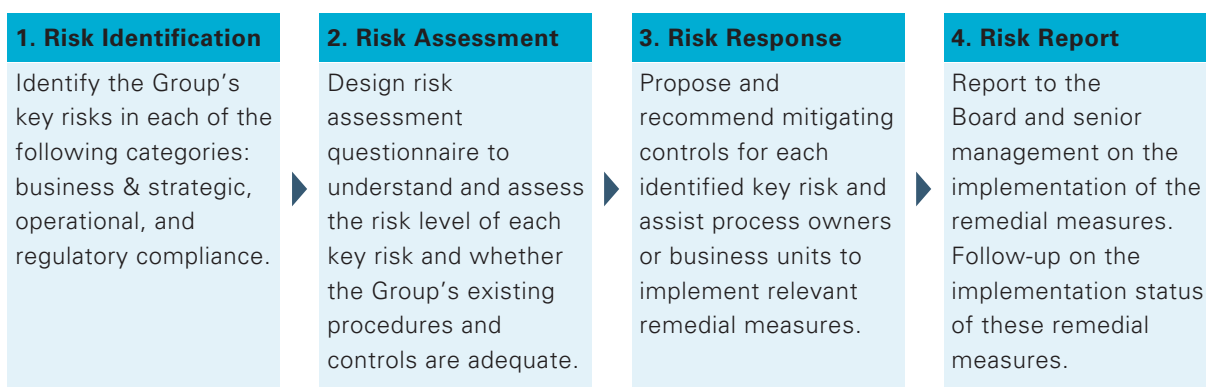 1. Risk Identification
Identify the Group's
key risks in each of the
following categories:
business & strategic,
operational, and
regulatory compliance.
2. Risk Assessment
Design risk
assessment
questionnaire to
understand and assess
the risk level of each
key risk and whether
the Group's existing
procedures and
controls are adequate.
3. Risk Response
Propose and
recommend mitigating
controls for each
identified key risk and
assist process owners
or business units to
implement relevant
remedial measures.
4. Risk Report
Report to the
Board and senior
management on the
implementation of the
remedial measures.
Follow-up on the
implementation status
of these remedial
measures.